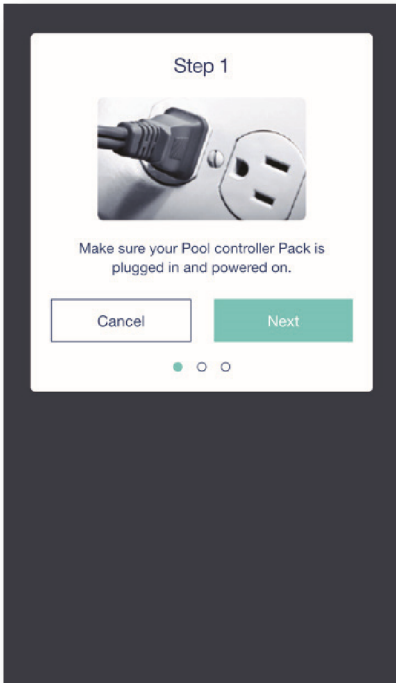 Step 1
Make sure your Pool controller Pack is
plugged in and powered on.
Cancel
Next